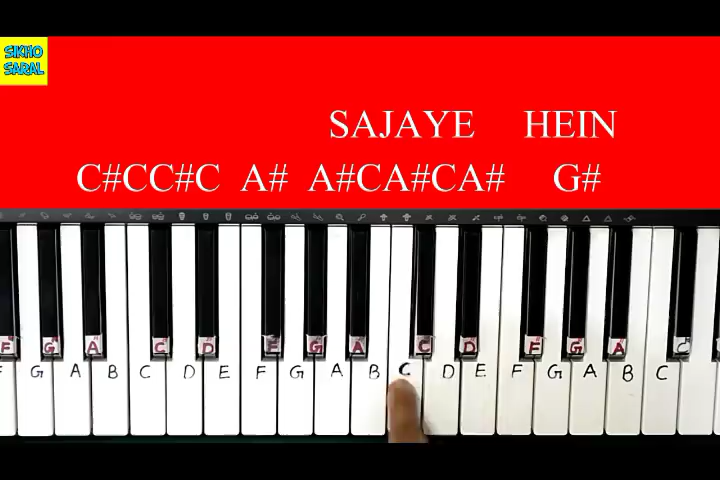 SIKHO
SARAL
SAJAYE HEIN
C#CC#C A# A#CA#CA# G#
F G A C D F G A C D F G A C
F G A B C D E F G A B C D E F G A B C